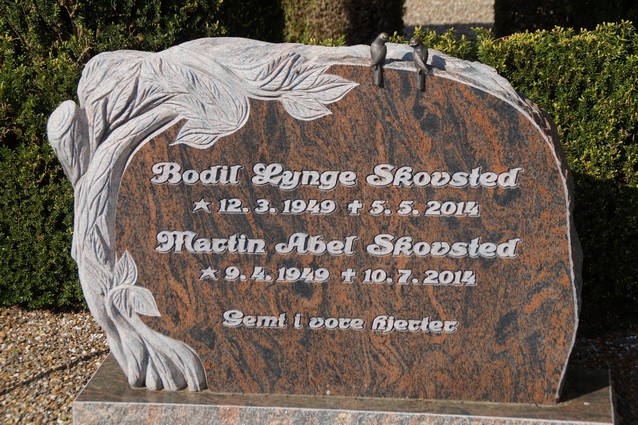 Bodil Lynge Skovsted
★ 12. 3. 1949 ✝ 5. 5. 2014
Martin Abel Skovsted
★ 9. 4. 1949 ✝ 10. 7. 2014
Gemt i vore hjerter